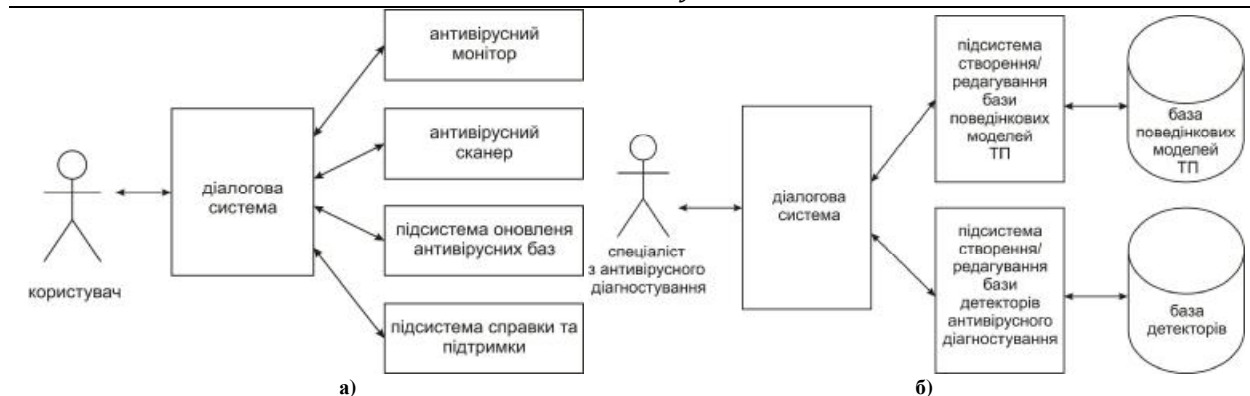 антивірусний
монітор
антивірусний
сканер
підсистема оновленя
антивірусних баз
підсистема справки та
підтримки
діалогова
система
користувач
а)
спеціаліст
з антивірусного
діагностування
діалогова
система
підсистема
створення/
редагування
бази
поведінкових
моделей
ТП
база
поведінкових
моделей
ТП
підсистема
створення/
редагування
бази
детекторів
антивірусного
діагностування
база
детекторів
б)